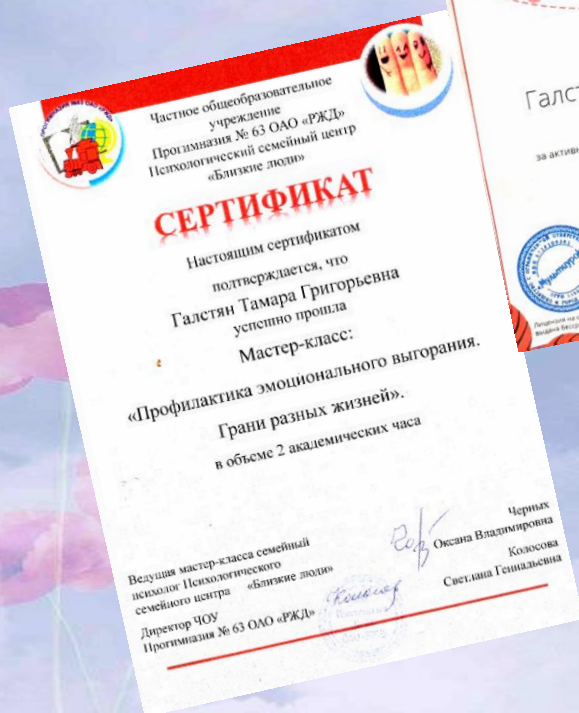 Частное общеобразовательное
учреждение
Прогимназия № 63 ОАО «РЖД»
Психологический семейный центр
«Близкие люди»
СЕРТИФИКАТ
Настоящим сертификатом
подтверждается, что
Галстян Тамара Григорьевна
успешно прошла
Мастер-класс:
«Профилактика эмоционального выгорания.
Грани разных жизней».
в объеме 2 академических часа
Ведущая мастер-класса семейный
психолог Психологического
семейного центра «Близкие люди»
Черных
Оксана Владимировна
Директор ЧОУ
Прогимназия № 63 ОАО «РЖД»
Колосова
Светлана Геннадьевна
Галст
за активн